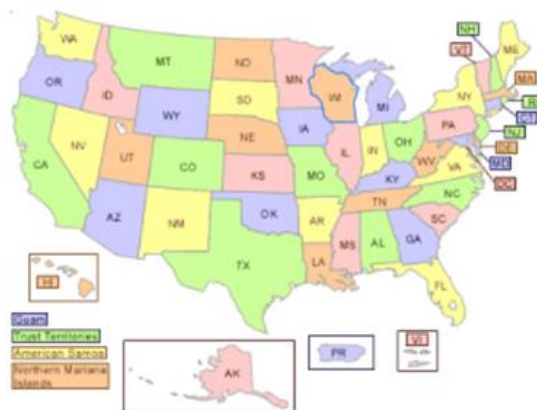 WA
MT
ND
MN
VT
NH
ME
OR
ID
SD
WI
MI
NY
MA
R
WY
IA
PA
CT
NJ
NV
UT
NE
IL
IN
OH
DE
MD
CA
CO
KS
MO
KY
WV
VA
DC
AZ
NM
OK
AR
TN
NC
SC
TX
LA
MS
AL
GA
FL
HI
Guam
Trust Territories
American Samoa
Northern Mariana
Islands
AK
PR
VI